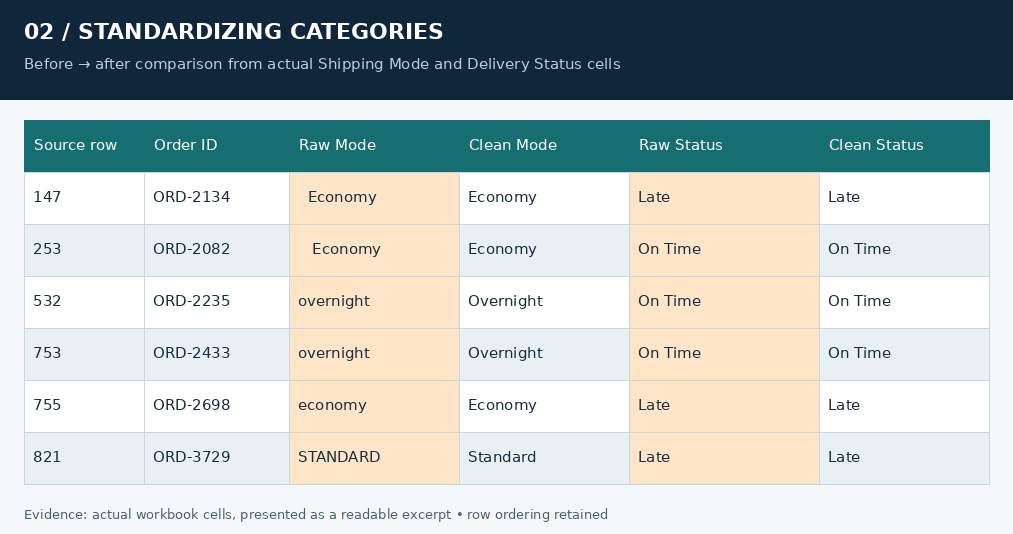 02 / STANDARDIZING CATEGORIES
Before → after comparison from actual Shipping Mode and Delivery Status cells
Source row Order ID Raw Mode Clean Mode Raw Status Clean Status
147 ORD-2134 Economy Economy Late Late
253 ORD-2082 Economy Economy On Time On Time
532 ORD-2235 overnight Overnight On Time On Time
753 ORD-2433 overnight Overnight On Time On Time
755 ORD-2698 economy Economy Late Late
821 ORD-3729 STANDARD Standard Late Late
Evidence: actual workbook cells, presented as a readable excerpt • row ordering retained